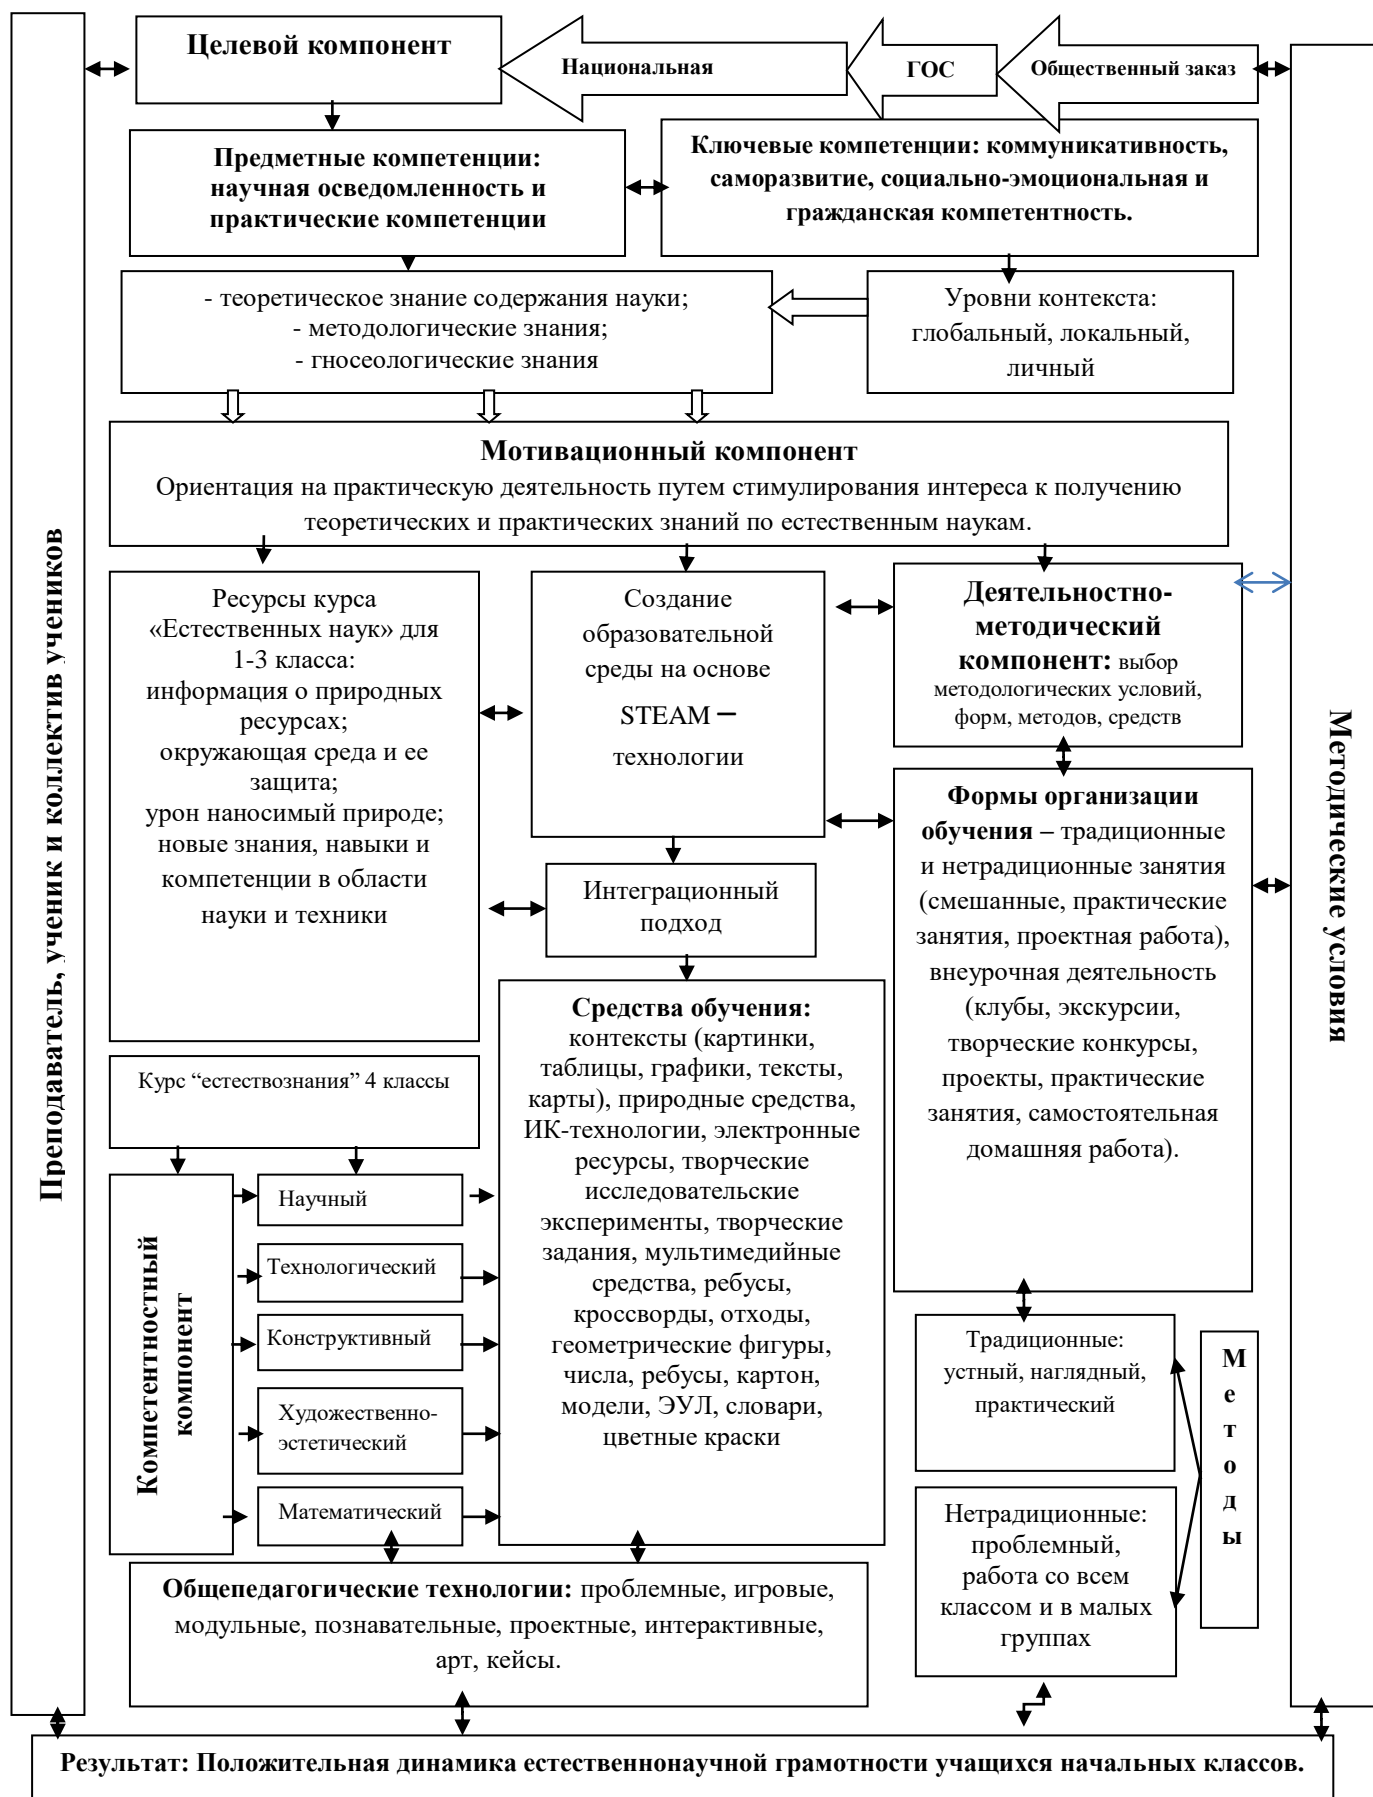 Целевой компонент
Национальная
ГОС
Общественный заказ
Предметные компетенции:
научная осведомленность и
практические компетенции
Ключевые компетенции: коммуникативность,
саморазвитие, социально-эмоциональная и
гражданская компетентность.
- теоретическое знание содержания науки;
- методологические знания;
- гносеологические знания
Уровни контекста:
глобальный, локальный,
личный
Мотивационный компонент
Ориентация на практическую деятельность путем стимулирования интереса к получению
теоретических и практических знаний по естественным наукам.
Преподаватель, ученик и коллектив учеников
Ресурсы курса
«Естественных наук» для
1-3 класса:
информация о природных
ресурсах;
окружающая среда и ее
защита;
урон наносимый природе;
новые знания, навыки и
компетенции в области
науки и техники
Создание
образовательной
среды на основе
STEAM –
технологии
Деятельностно-
методический
компонент: выбор
методологических условий,
форм, методов, средств
Методические условия
Интеграционный
подход
Формы организации
обучения – традиционные
и нетрадиционные занятия
(смешанные, практические
занятия, проектная работа),
внеурочная деятельность
(клубы, экскурсии,
творческие конкурсы,
проекты, практические
занятия, самостоятельная
домашняя работа).
Курс “естествознания” 4 классы
Компетентностный
компонент
Научный
Технологический
Конструктивный
Художественно-
эстетический
Математический
Средства обучения:
контексты (картинки,
таблицы, графики, тексты,
карты), природные средства,
ИК-технологии, электронные
ресурсы, творческие
исследовательские
эксперименты, творческие
задания, мультимедийные
средства, ребусы,
кроссворды, отходы,
геометрические фигуры,
числа, ребусы, картон,
модели, ЭУЛ, словари,
цветные краски
Традиционные:
устный, наглядный,
практический
Нетрадиционные:
проблемный,
работа со всем
классом и в малых
группах
М
е
т
о
д
ы
Общепедагогические технологии: проблемные, игровые,
модульные, познавательные, проектные, интерактивные,
арт, кейсы.
Результат: Положительная динамика естественнонаучной грамотности учащихся начальных классов.